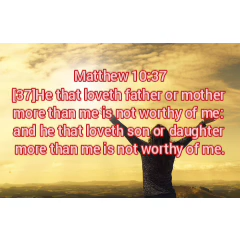 Matthew 10:37
[37]He that loveth father or mother
more than me is not worthy of me:
and he that loveth son or daughter
more than me is not worthy of me.